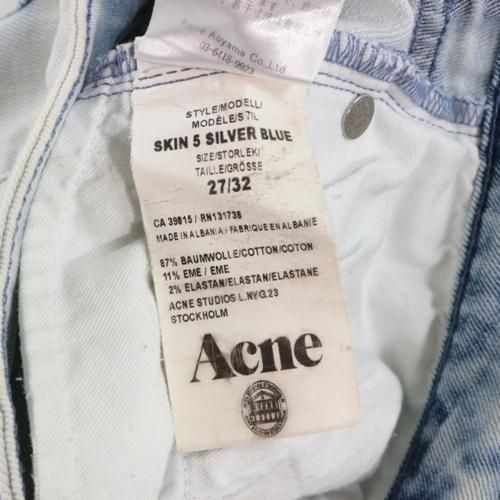 Acne
Aoyama Co.,Ltd
03-6418-9923
STYLE/MODELL/
MODÈLE/STIL
SKIN 5 SILVER BLUE
SIZE/STORLEK/
TAILLE/GRÖSSE
27/32
CA 39815 / RN131738
MADE IN ALBANIA / FABRIQUE EN ALBANIE
87% BAUMWOLLE/COTTON/COTON
11% EME / EME
2% ELASTAN/ELASTAN/ELASTANE
ACNE STUDIOS L.NYG.23
STOCKHOLM
Acne